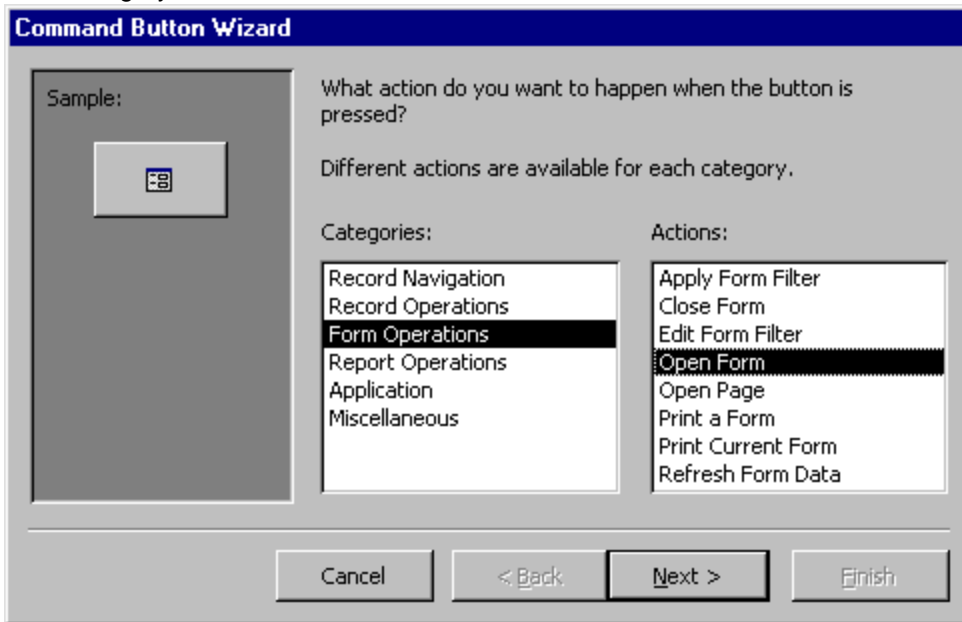 Command Button Wizard
Sample:
What action do you want to happen when the button is
pressed?
Different actions are available for each category.
Categories:
Record Navigation
Record Operations
Form Operations
Report Operations
Application
Miscellaneous
Actions:
Apply Form Filter
Close Form
Edit Form Filter
Open Form
Open Page
Print a Form
Print Current Form
Refresh Form Data
Cancel
< Back
Next >
Finish